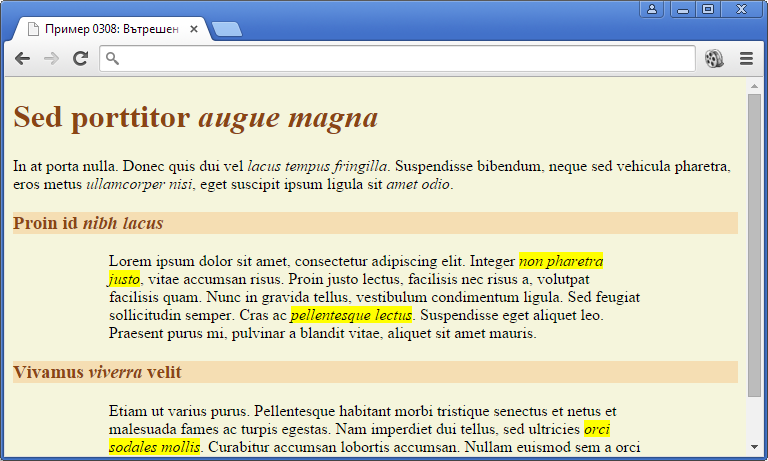 Пример 0308: Вътрешен
Sed porttitor augue magna
In at porta nulla. Donec quis dui vel lacus tempus fringilla. Suspendisse bibendum, neque sed vehicula pharetra,
eros metus ullamcorper nisi, eget suscipit ipsum ligula sit amet odio.
Proin id nibh lacus
Lorem ipsum dolor sit amet, consectetur adipiscing elit. Integer non pharetra
justo, vitae accumsan risus. Proin justo lectus, facilisis nec risus a, volutpat
facilisis quam. Nunc in gravida tellus, vestibulum condimentum ligula. Sed feugiat
sollicitudin semper. Cras ac pellentesque lectus. Suspendisse eget aliquet leo.
Praesent purus mi, pulvinar a blandit vitae, aliquet sit amet mauris.
Vivamus viverra velit
Etiam ut varius purus. Pellentesque habitant morbi tristique senectus et netus et
malesuada fames ac turpis egestas. Nam imperdiet dui tellus, sed ultricies orci
sodales mollis. Curabitur accumsan lobortis accumsan. Nullam euismod sem a orci